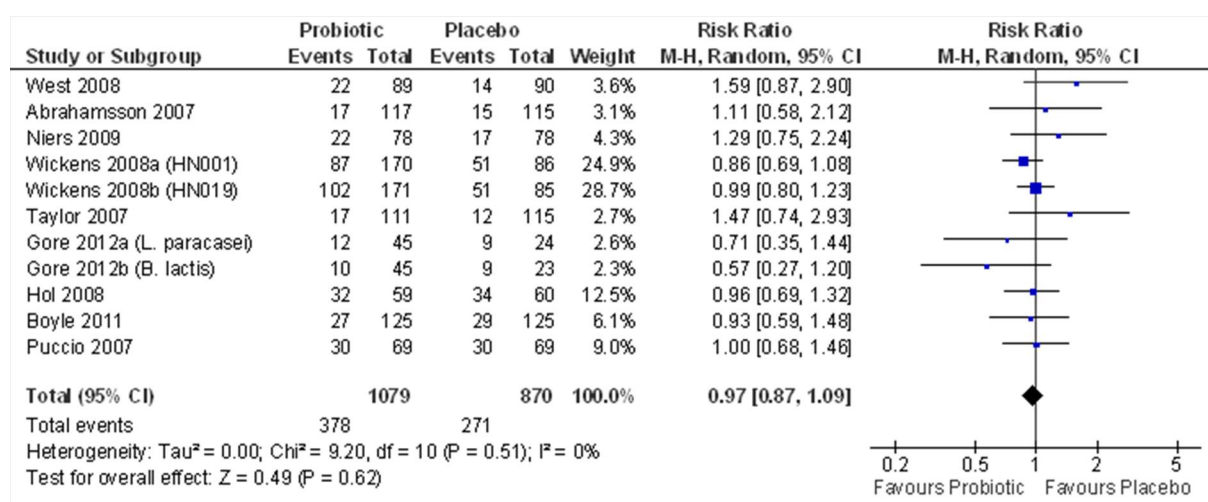 Probiotic Placebo Risk Ratio Risk Ratio
Study or Subgroup Events Total Events Total Weight M-H, Random, 95% CI M-H, Random, 95% CI
West 2008 22 89 14 90 3.6% 1.59 [0.87, 2.90]
Abrahamsson 2007 17 117 15 115 3.1% 1.11 [0.58, 2.12]
Niers 2009 22 78 17 78 4.3% 1.29 [0.75, 2.24]
Wickens 2008a (HN001) 87 170 51 86 24.9% 0.86 [0.69, 1.08]
Wickens 2008b (HN019) 102 171 51 85 28.7% 0.99 [0.80, 1.23]
Taylor 2007 17 111 12 115 2.7% 1.47 [0.74, 2.93]
Gore 2012a (L. paracasei) 12 45 9 24 2.6% 0.71 [0.35, 1.44]
Gore 2012b (B. lactis) 10 45 9 23 2.3% 0.57 [0.27, 1.20]
Hol 2008 32 59 34 60 12.5% 0.96 [0.69, 1.32]
Boyle 2011 27 125 29 125 6.1% 0.93 [0.59, 1.48]
Puccio 2007 30 69 30 69 9.0% 1.00 [0.68, 1.46]
Total (95% CI) 1079 870 100.0% 0.97 [0.87, 1.09]
Total events 378 271
Heterogeneity: Tau² = 0.00; Chi² = 9.20, df = 10 (P = 0.51); I² = 0%
Test for overall effect: Z = 0.49 (P = 0.62)
0.2 0.5 1 2 5
Favours Probiotic Favours Placebo